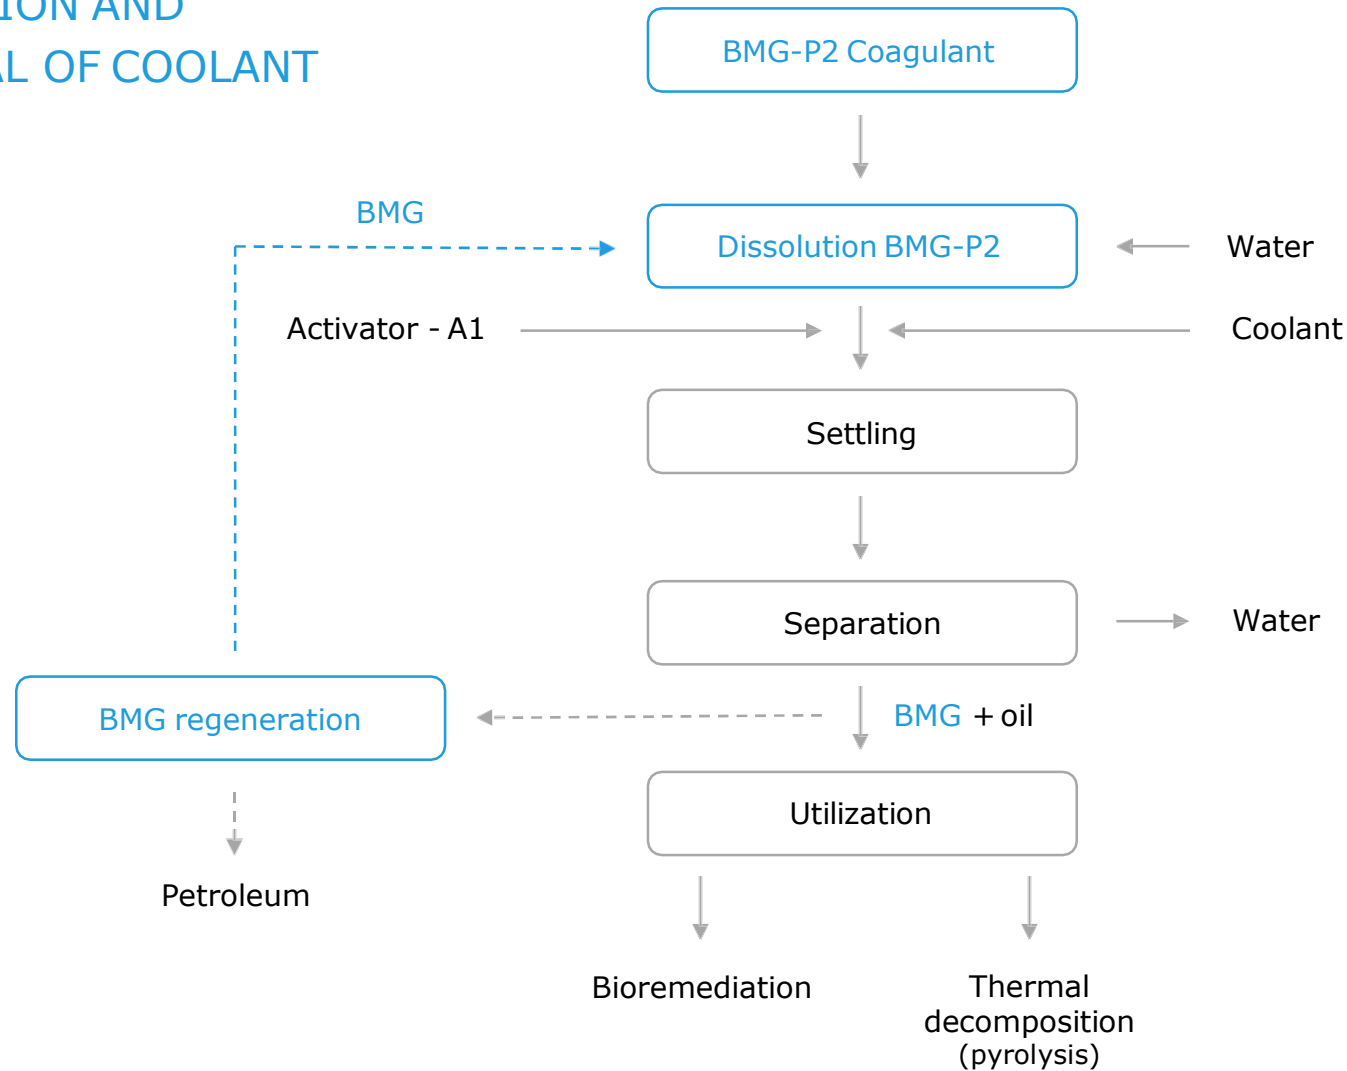 ION AND
AL OF COOLANT
BMG-P2 Coagulant
BMG
Dissolution BMG-P2
Water
Activator - A1
Coolant
Settling
Separation
Water
BMG regeneration
BMG + oil
Utilization
Petroleum
Bioremediation
Thermal
decomposition
(pyrolysis)